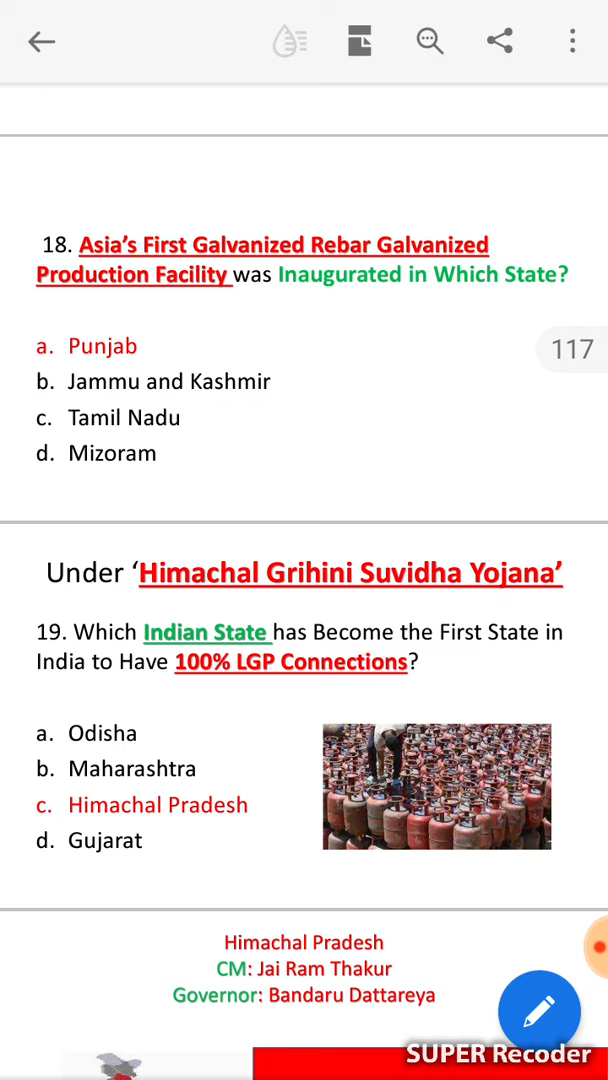 18. Asia's First Galvanized Rebar Galvanized
Production Facility was Inaugurated in Which State?
a. Punjab
117
b. Jammu and Kashmir
c. Tamil Nadu
d. Mizoram
Under ‘Himachal Grihini Suvidha Yojana’
19. Which Indian State has Become the First State in
India to Have 100% LGP Connections?
a. Odisha
b. Maharashtra
c. Himachal Pradesh
d. Gujarat
Himachal Pradesh
CM: Jai Ram Thakur
Governor: Bandaru Dattareya
SUPER Recoder